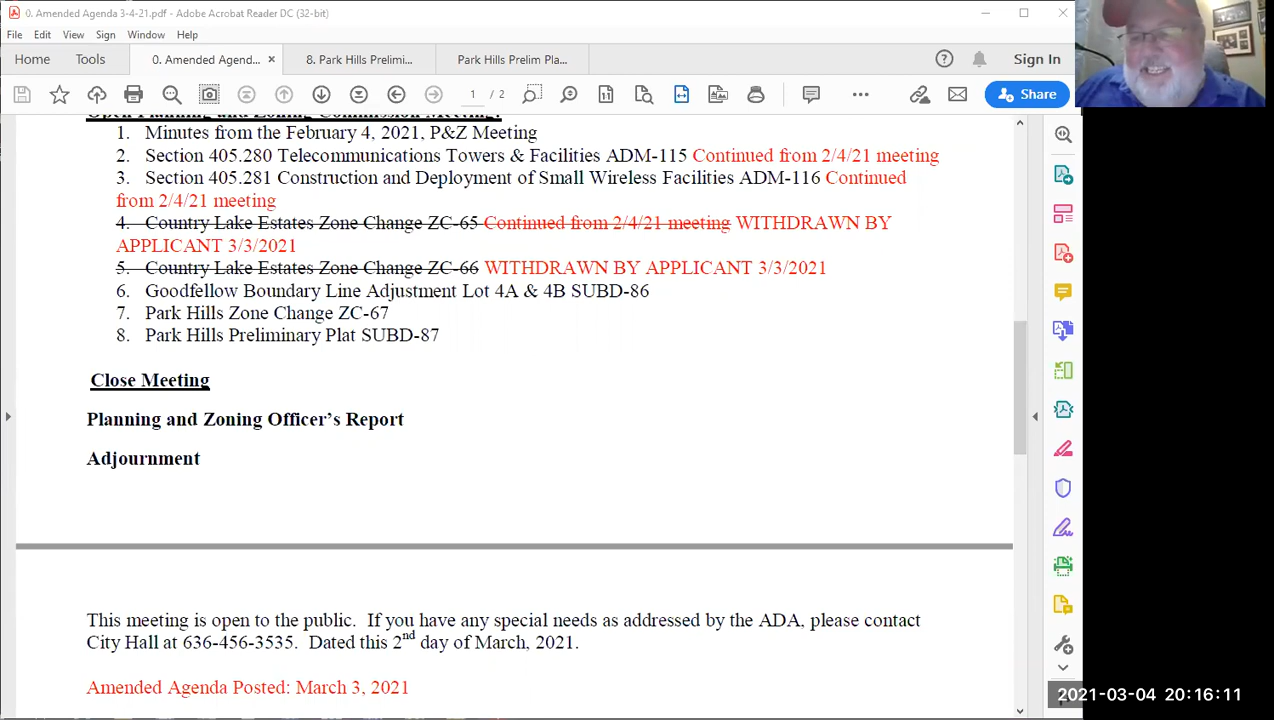 0. Amended Agenda 3-4-21.pdf - Adobe Acrobat Reader DC (32-bit)
File Edit View Sign Window Help
Home Tools 0. Amended Agend... × 8. Park Hills Prelimi... Park Hills Prelim Pla... Sign In
1 / 2 Share
Open Planning and Zoning Commission Meeting:
1. Minutes from the February 4, 2021, P&Z Meeting
2. Section 405.280 Telecommunications Towers & Facilities ADM-115 Continued from 2/4/21 meeting
3. Section 405.281 Construction and Deployment of Small Wireless Facilities ADM-116 Continued
from 2/4/21 meeting
4. Country Lake Estates Zone Change ZC-65 Continued from 2/4/21 meeting WITHDRAWN BY
APPLICANT 3/3/2021
5. Country Lake Estates Zone Change ZC-66 WITHDRAWN BY APPLICANT 3/3/2021
6. Goodfellow Boundary Line Adjustment Lot 4A & 4B SUBD-86
7. Park Hills Zone Change ZC-67
8. Park Hills Preliminary Plat SUBD-87
Close Meeting
Planning and Zoning Officer's Report
Adjournment
This meeting is open to the public. If you have any special needs as addressed by the ADA, please contact
City Hall at 636-456-3535. Dated this 2nd day of March, 2021.
Amended Agenda Posted: March 3, 2021
2021-03-04 20:16:11